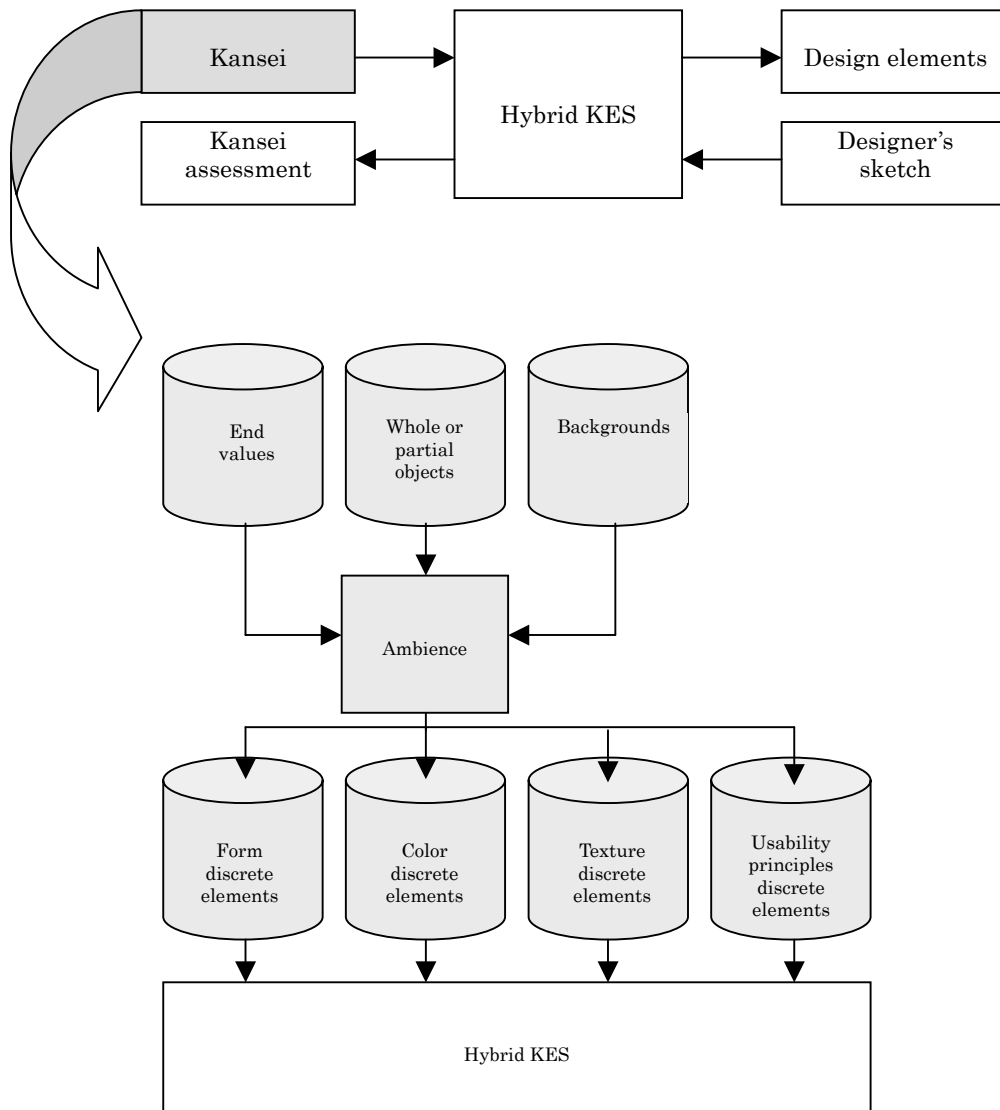 Kansei
Hybrid KES
Design elements
Kansei
assessment
Designer's
sketch
End
values
Whole or
partial
objects
Backgrounds
Ambience
Form
discrete
elements
Color
discrete
elements
Texture
discrete
elements
Usability
principles
discrete
elements
Hybrid KES